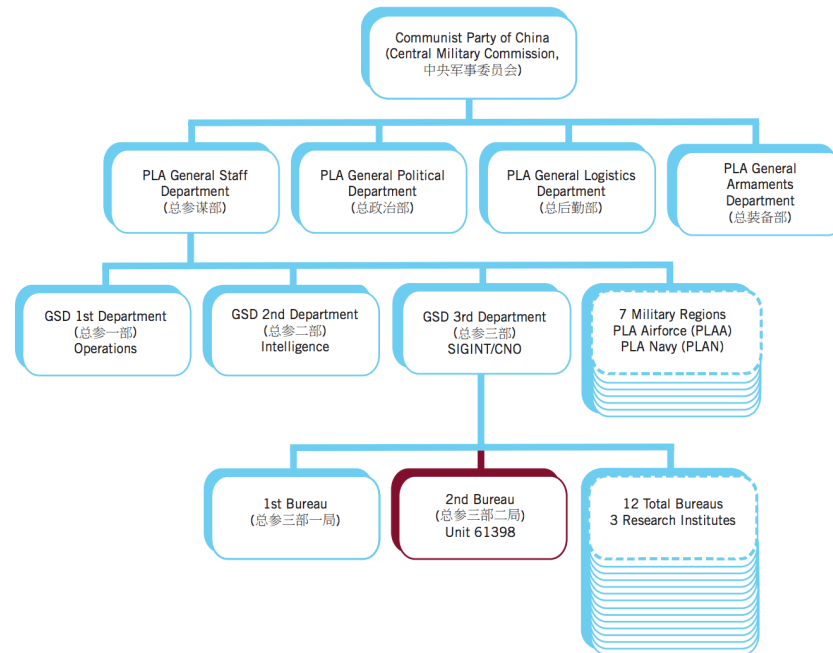 Communist Party of China
(Central Military Commission,
中央军事委员会)
PLA General Staff
Department
(总参谋部)
PLA General Political
Department
(总政治部)
PLA General Logistics
Department
(总后勤部)
PLA General
Armaments
Department
(总装备部)
GSD 1st Department
(总参一部)
Operations
GSD 2nd Department
(总参二部)
Intelligence
GSD 3rd Department
(总参三部)
SIGINT/CNO
7 Military Regions
PLA Airforce (PLAA)
PLA Navy (PLAN)
1st Bureau
(总参三部一局)
2nd Bureau
(总参三部二局)
Unit 61398
12 Total Bureaus
3 Research Institutes